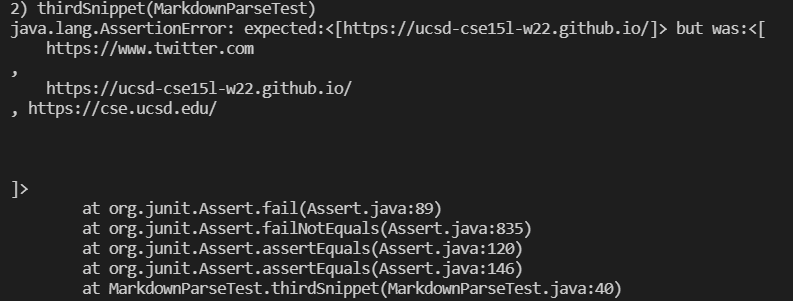 2) thirdSnippet(MarkdownParseTest)
java.lang.AssertionError: expected:<[https://ucsd-cse15l-w22.github.io/]> but was:<[
    https://www.twitter.com
,
    https://ucsd-cse15l-w22.github.io/
, https://cse.ucsd.edu/
]>
        at org.junit.Assert.fail(Assert.java:89)
        at org.junit.Assert.failNotEquals(Assert.java:835)
        at org.junit.Assert.assertEquals(Assert.java:120)
        at org.junit.Assert.assertEquals(Assert.java:146)
        at MarkdownParseTest.thirdSnippet(MarkdownParseTest.java:40)